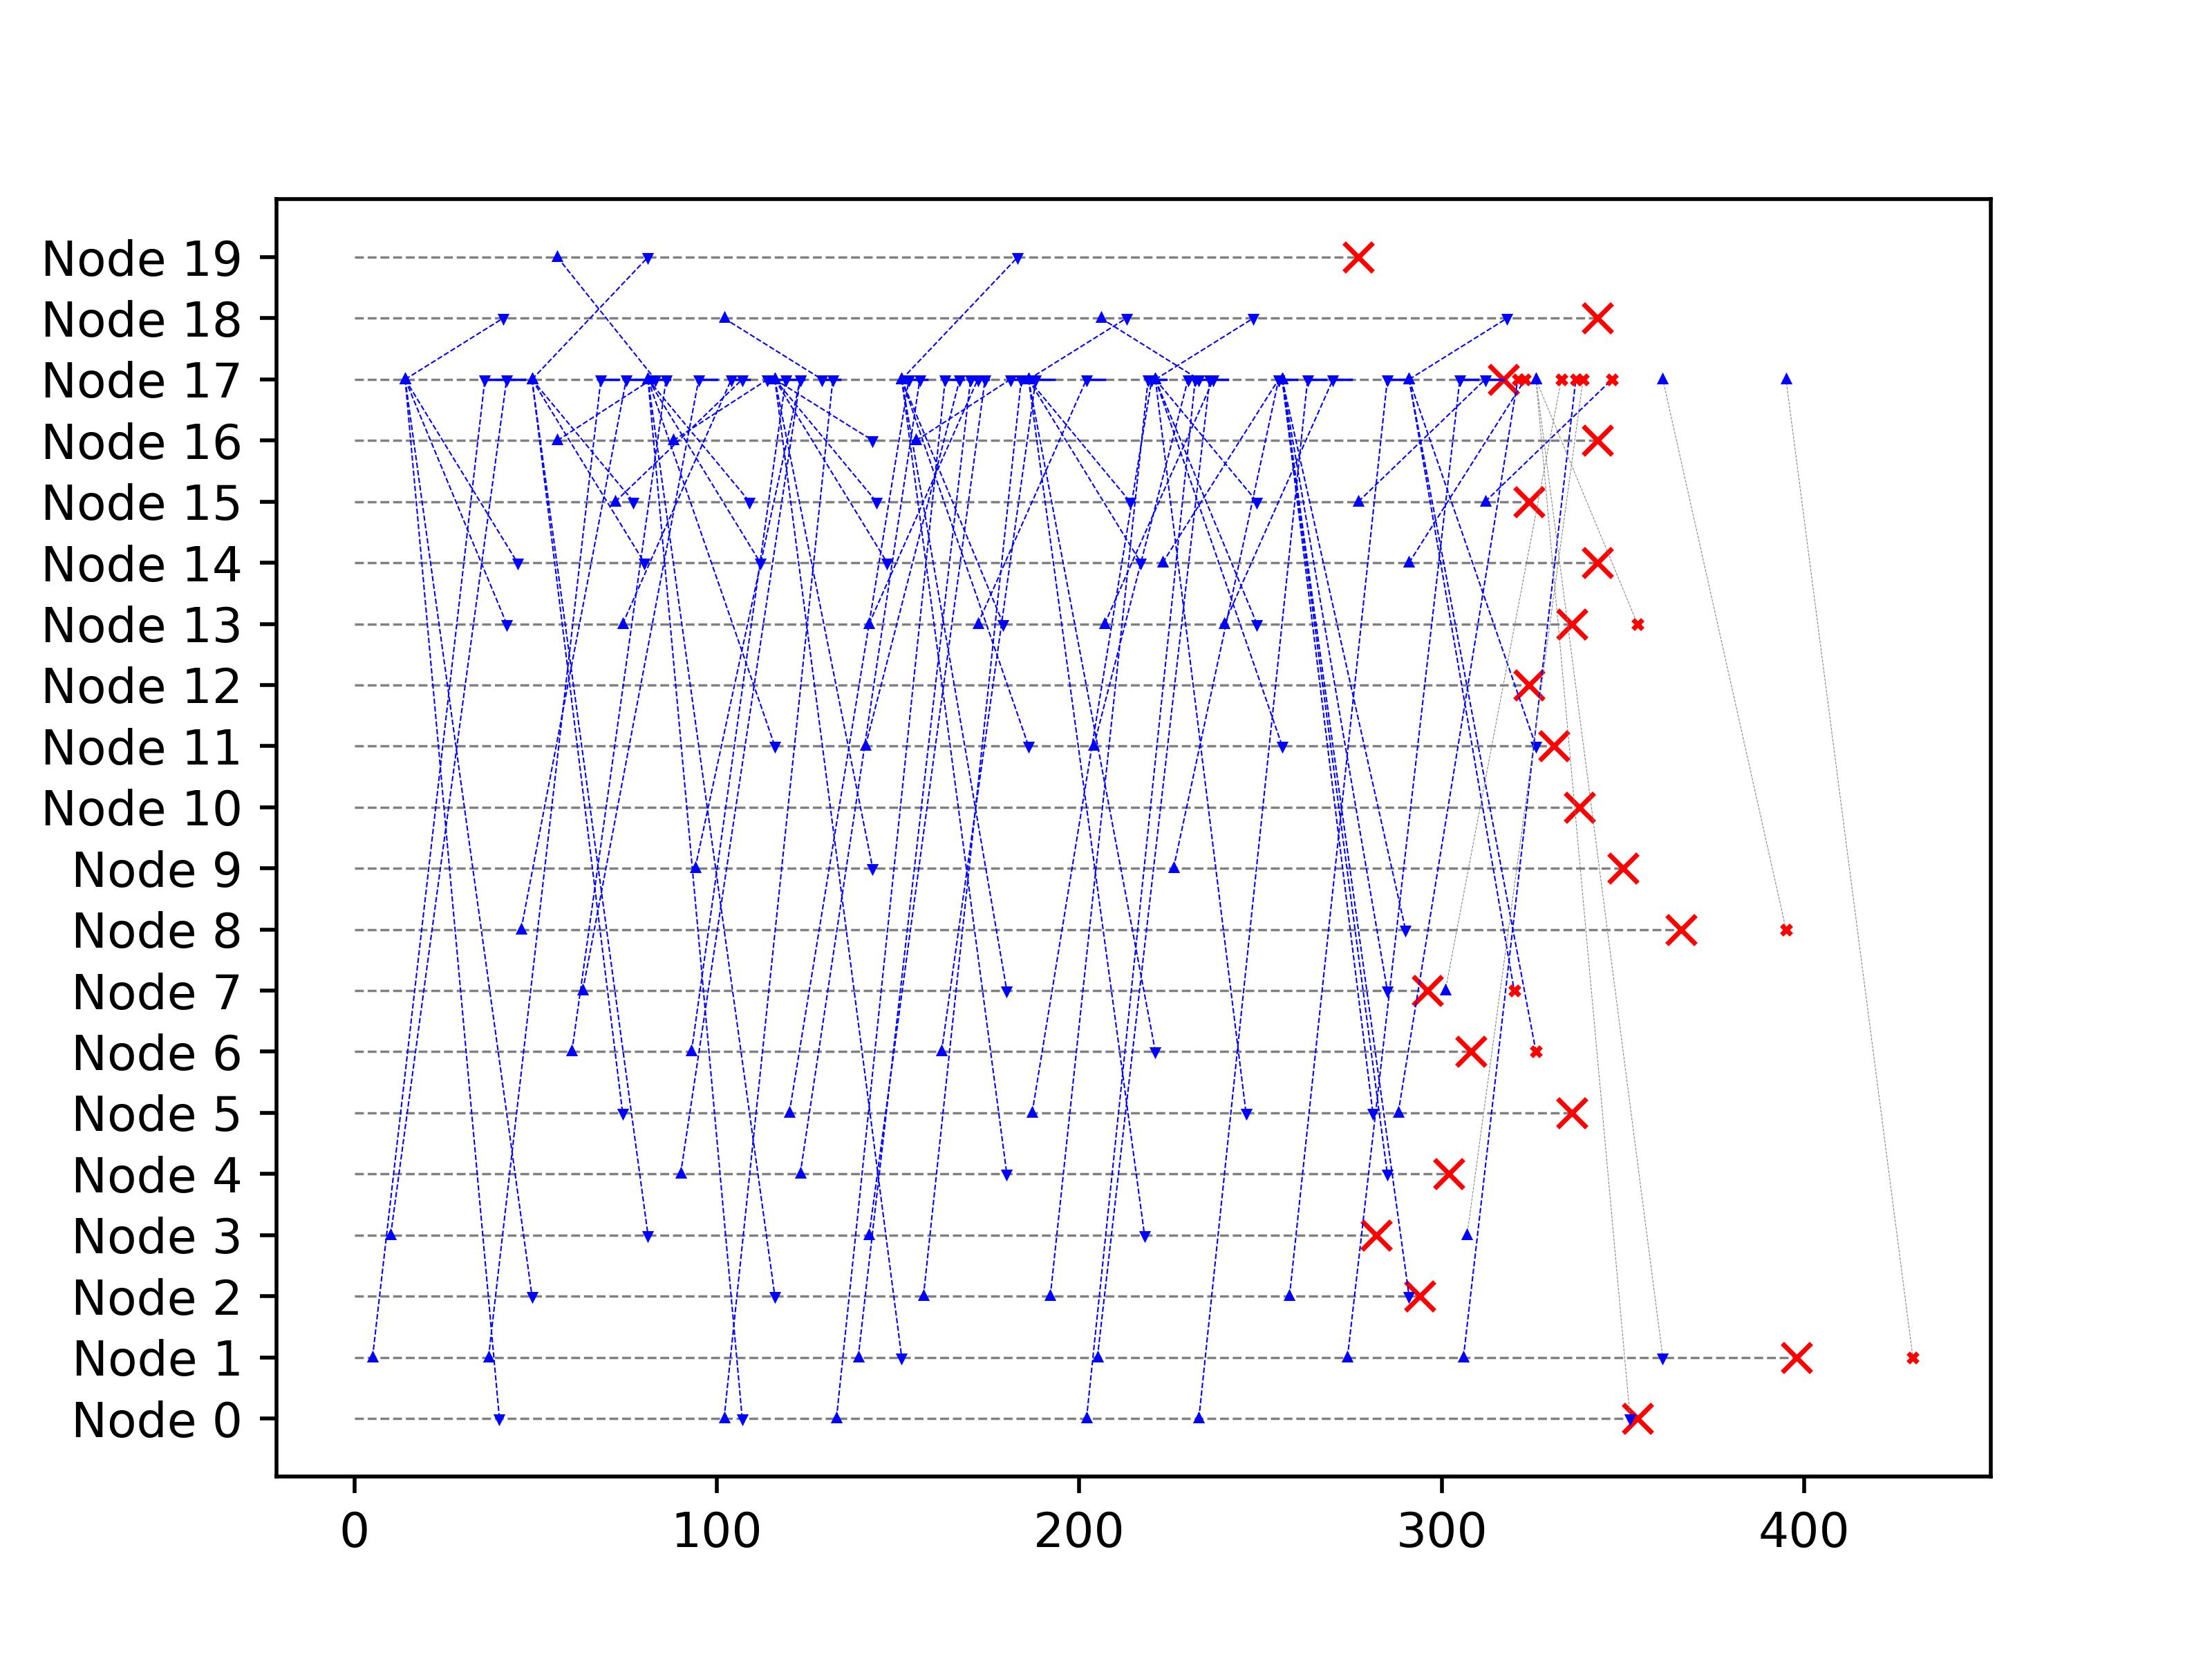 Node 19
Node 18
Node 17
Node 16
Node 15
Node 14
Node 13
Node 12
Node 11
Node 10
Node 9
Node 8
Node 7
Node 6
Node 5
Node 4
Node 3
Node 2
Node 1
Node 0
0 100 200 300 400